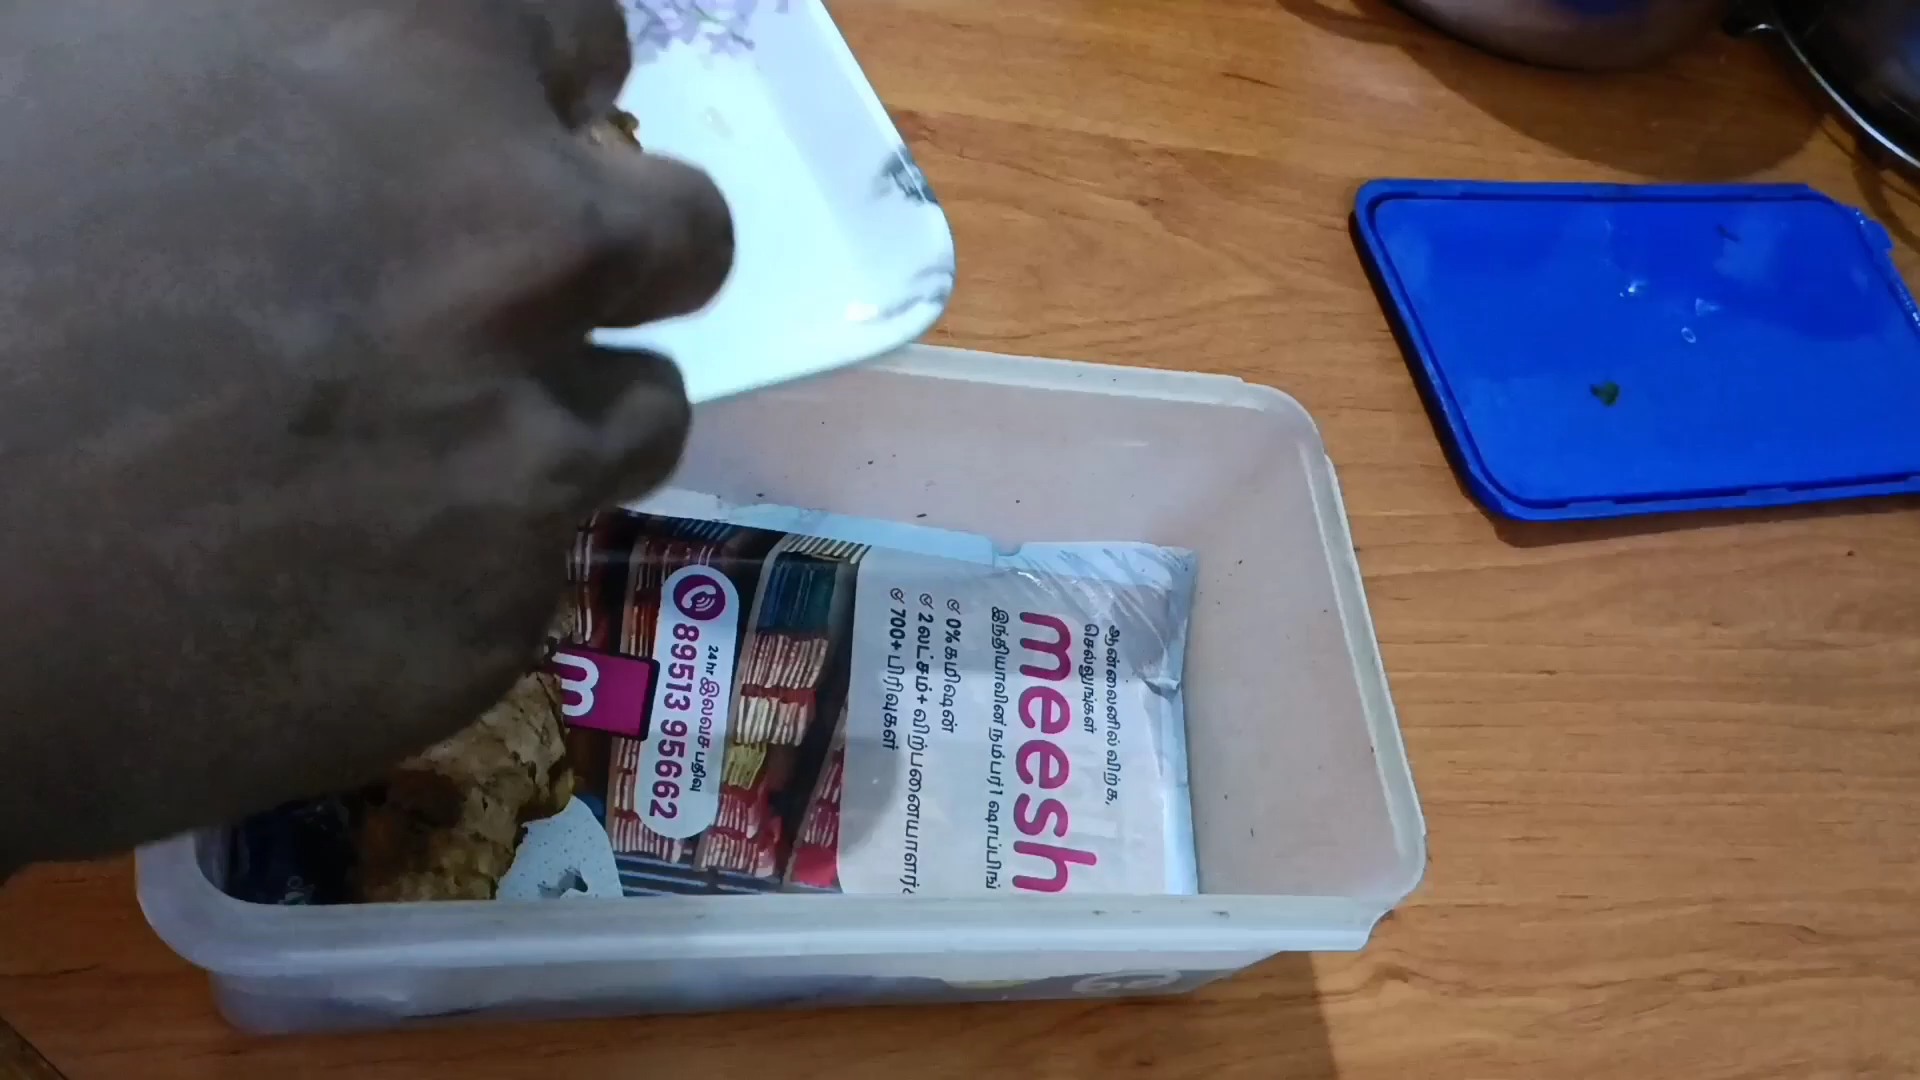 ஆன்லைனில் விற்க,
செல்லுங்கள்
meesh
இந்தியாவின் நம்பர் 1 ஷாப்பிங்
0% கமிஷன்
2 லட்சம்+ விற்பனையாளர்
700+ பிரிவுகள்
24 hr இலவச பதிவு
89513 95662
m